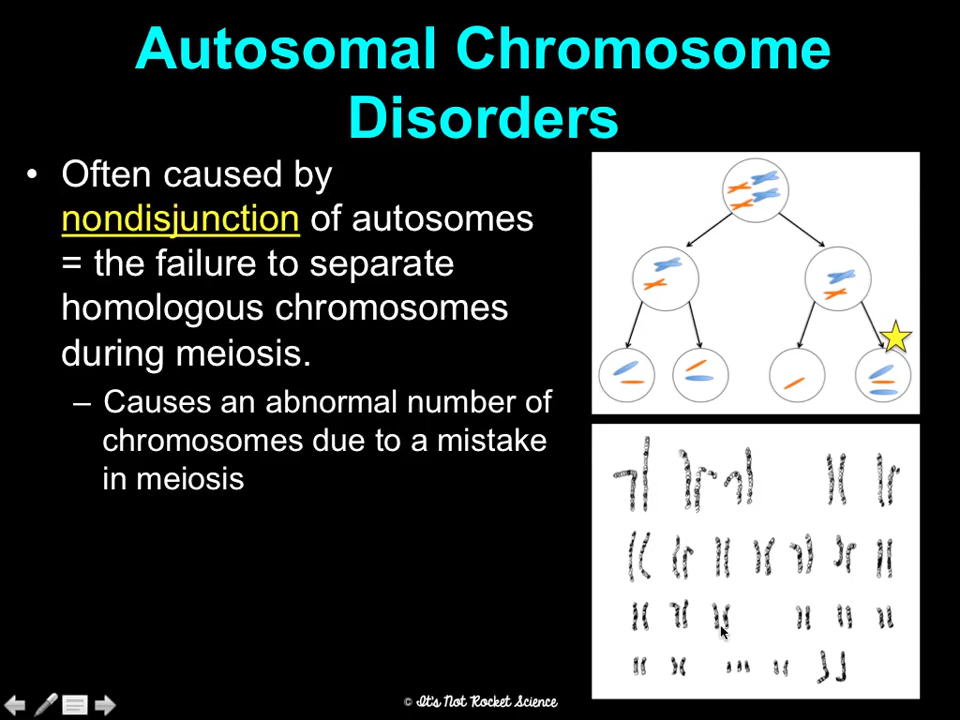 Autosomal Chromosome
Disorders
• Often caused by
nondisjunction of autosomes
= the failure to separate
homologous chromosomes
during meiosis.
– Causes an abnormal number of
chromosomes due to a mistake
in meiosis
© It's Not Rocket Science